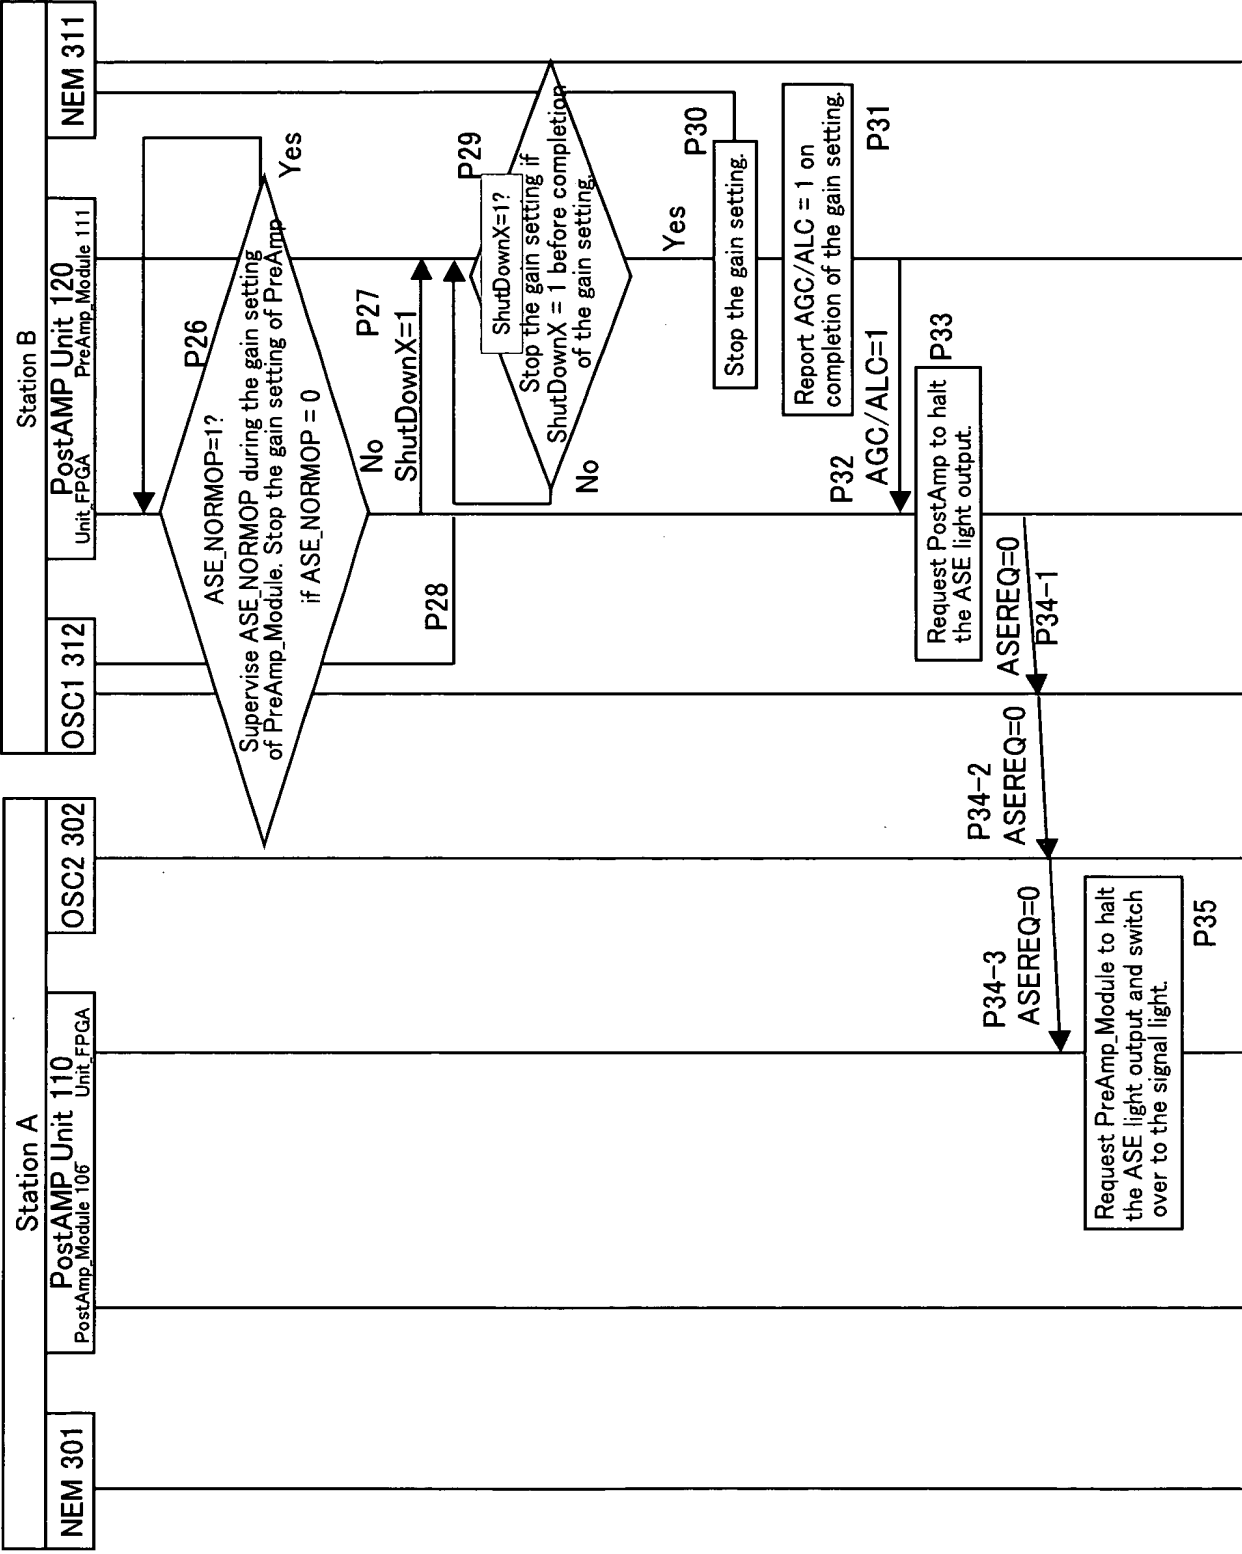 Station A
NEM 301
PostAMP Unit 110
PostAmp_Module 106
Unit_FPGA
OSC2 302
Station B
OSC1 312
PostAMP Unit 120
Unit_FPGA
PreAmp_Module 111
NEM 311
P26
ASE_NORMOP=1?
Supervise ASE_NORMOP during the gain setting
of PreAmp_Module. Stop the gain setting of PreAmp
if ASE_NORMOP = 0
Yes
No
P27
ShutDownX=1
P28
P29
ShutDownX=1?
Stop the gain setting if
ShutDownX = 1 before completion
of the gain setting.
No
Yes
P30
Stop the gain setting.
Report AGC/ALC = 1 on
completion of the gain setting.
P31
P32
AGC/ALC=1
P33
Request PostAmp to halt
the ASE light output.
ASEREQ=0
P34-1
P34-2
ASEREQ=0
P34-3
ASEREQ=0
Request PreAmp_Module to halt
the ASE light output and switch
over to the signal light.
P35